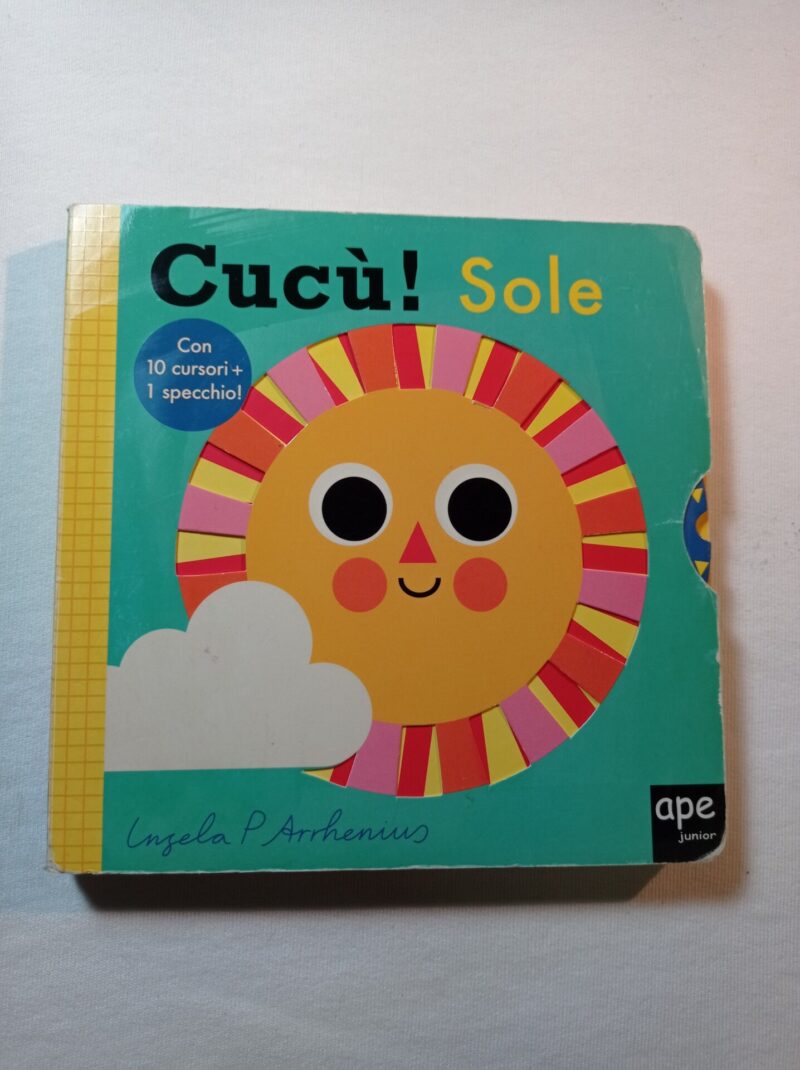 Cucù! Sole
Con
10 cursori +
1 specchio!
Ingela P Arrhenius
ape
junior